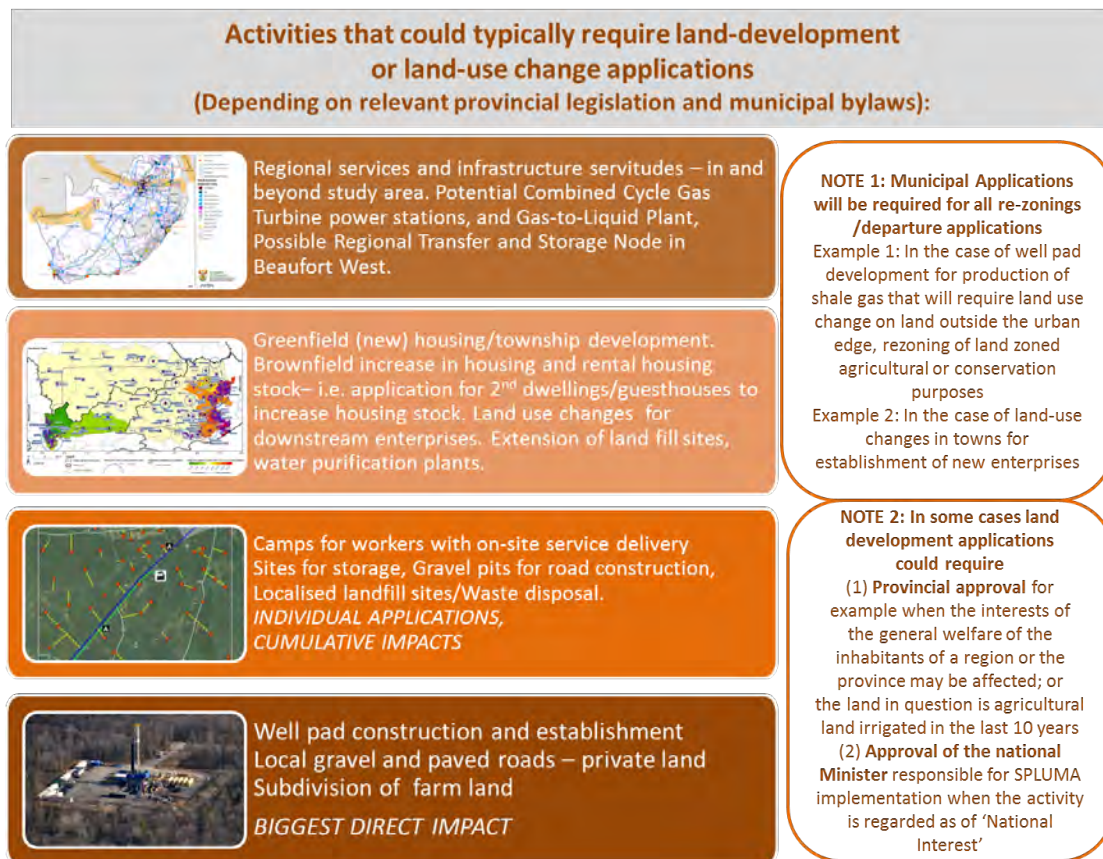 Activities that could typically require land-development
or land-use change applications
(Depending on relevant provincial legislation and municipal bylaws):
Regional services and infrastructure servitudes – in and
beyond study area. Potential Combined Cycle Gas
Turbine power stations, and Gas-to-Liquid Plant,
Possible Regional Transfer and Storage Node in
Beaufort West.
Greenfield (new) housing/township development.
Brownfield increase in housing and rental housing
stock– i.e. application for 2nd dwellings/guesthouses to
increase housing stock. Land use changes for
downstream enterprises. Extension of land fill sites,
water purification plants.
Camps for workers with on-site service delivery
Sites for storage, Gravel pits for road construction,
Localised landfill sites/Waste disposal.
INDIVIDUAL APPLICATIONS,
CUMULATIVE IMPACTS
Well pad construction and establishment
Local gravel and paved roads – private land
Subdivision of farm land
BIGGEST DIRECT IMPACT
NOTE 1: Municipal Applications
will be required for all re-zonings
/departure applications
Example 1: In the case of well pad
development for production of
shale gas that will require land use
change on land outside the urban
edge, rezoning of land zoned
agricultural or conservation
purposes
Example 2: In the case of land-use
changes in towns for
establishment of new enterprises
NOTE 2: In some cases land
development applications
could require
(1) Provincial approval for
example when the interests of
the general welfare of the
inhabitants of a region or the
province may be affected; or
the land in question is agricultural
land irrigated in the last 10 years
(2) Approval of the national
Minister responsible for SPLUMA
implementation when the activity
is regarded as of ‘National
Interest’